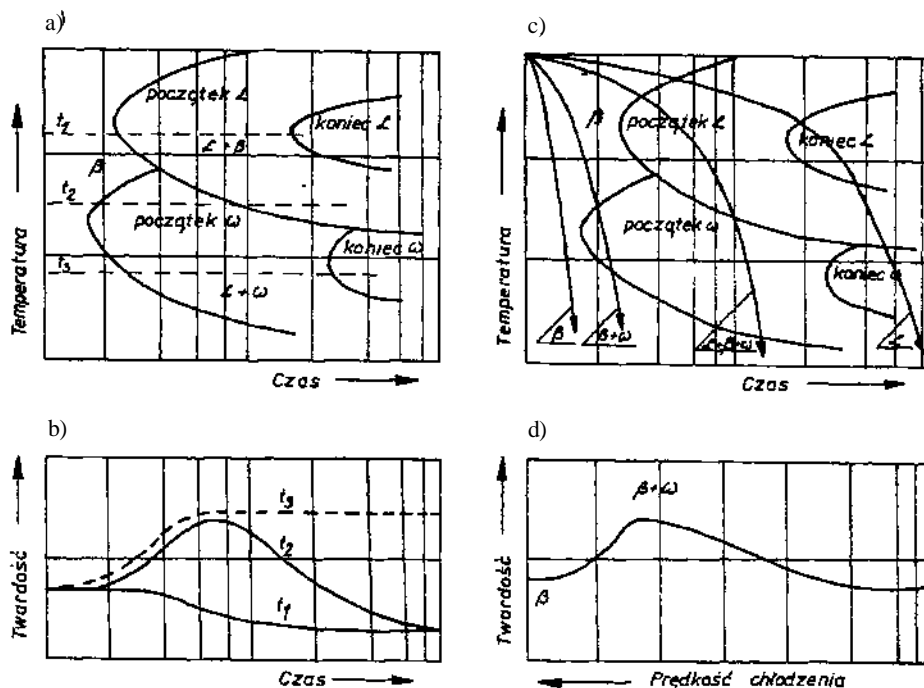 a)
Temperatura
t1
t2
t3
β
początek α
α+β
koniec α
początek ω
koniec ω
α+ω
Czas
c)
Temperatura
β
początek α
koniec α
początek ω
koniec
β
β+ω
α+β+ω
α
Czas
b)
Twardość
t3
t2
t1
Czas
d)
Twardość
β
β+ω
Prędkość chłodzenia